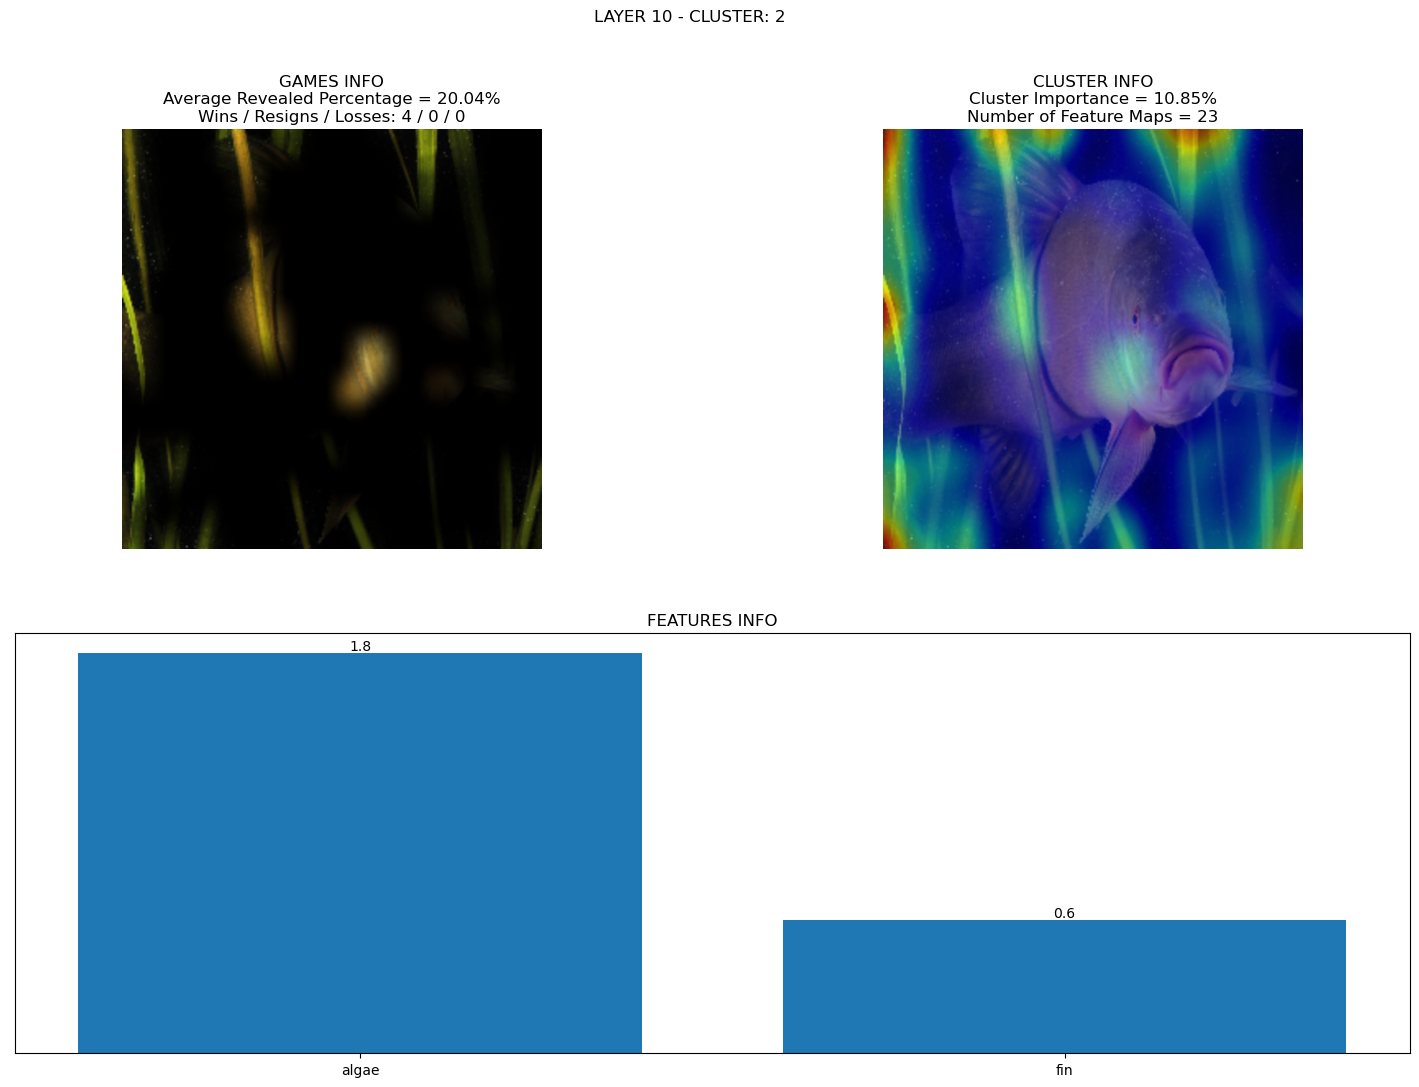 LAYER 10 - CLUSTER: 2
GAMES INFO
Average Revealed Percentage = 20.04%
Wins / Resigns / Losses: 4 / 0 / 0
CLUSTER INFO
Cluster Importance = 10.85%
Number of Feature Maps = 23
FEATURES INFO
1.8
0.6
algae
fin